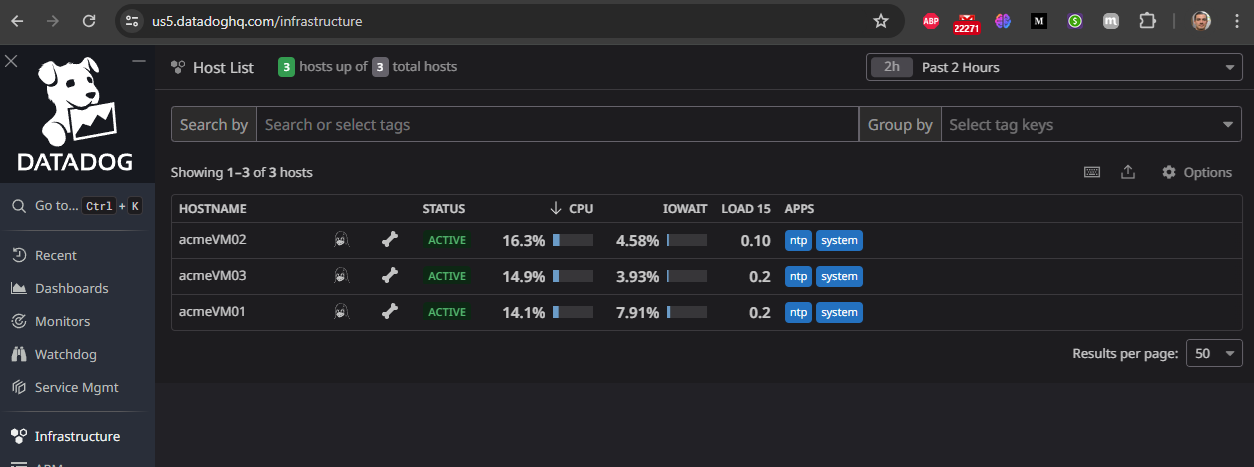 us5.datadoghq.com/infrastructure
ABP
22271
M
$
m
DATADOG
Go to... Ctrl + K
Recent
Dashboards
Monitors
Watchdog
Service Mgmt
Infrastructure
APM
Host List 3 hosts up of 3 total hosts 2h Past 2 Hours
Search by Search or select tags Group by Select tag keys
Showing 1–3 of 3 hosts Options
HOSTNAME STATUS CPU IOWAIT LOAD 15 APPS
acmeVM02 ACTIVE 16.3% 4.58% 0.10 ntp system
acmeVM03 ACTIVE 14.9% 3.93% 0.2 ntp system
acmeVM01 ACTIVE 14.1% 7.91% 0.2 ntp system
Results per page: 50